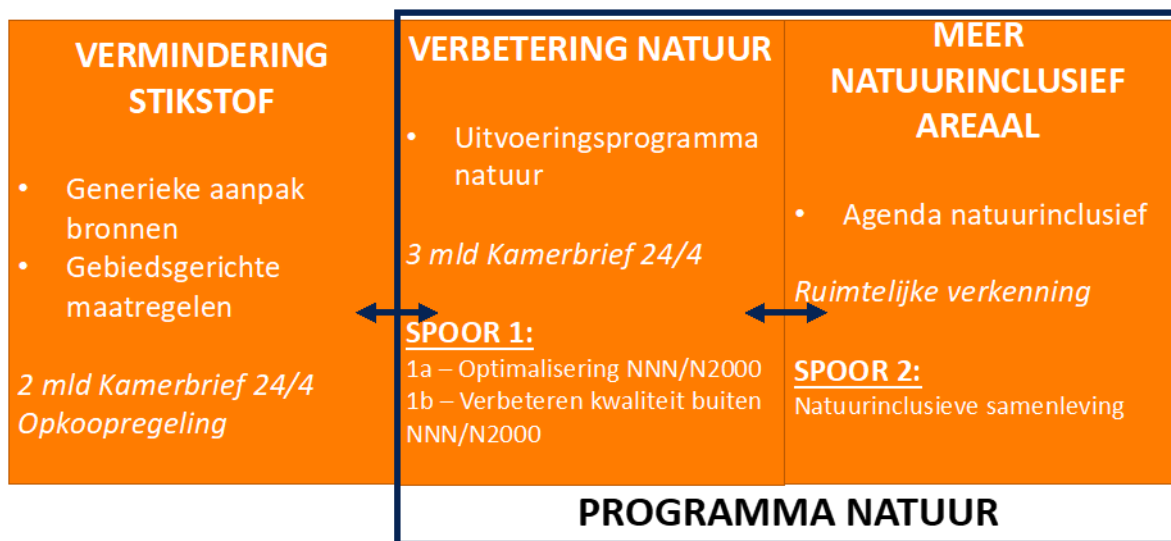 VERMINDERING
STIKSTOF
• Generieke aanpak
bronnen
• Gebiedsgerichte
maatregelen
2 mld Kamerbrief 24/4
Opkoopregeling
VERBETERING NATUUR
• Uitvoeringsprogramma
natuur
3 mld Kamerbrief 24/4
SPOOR 1:
1a – Optimalisering NNN/N2000
1b – Verbeteren kwaliteit buiten
NNN/N2000
MEER
NATUURINCLUSIEF
AREAAL
• Agenda natuurinclusief
Ruimtelijke verkenning
SPOOR 2:
Natuurinclusieve samenleving
PROGRAMMA NATUUR